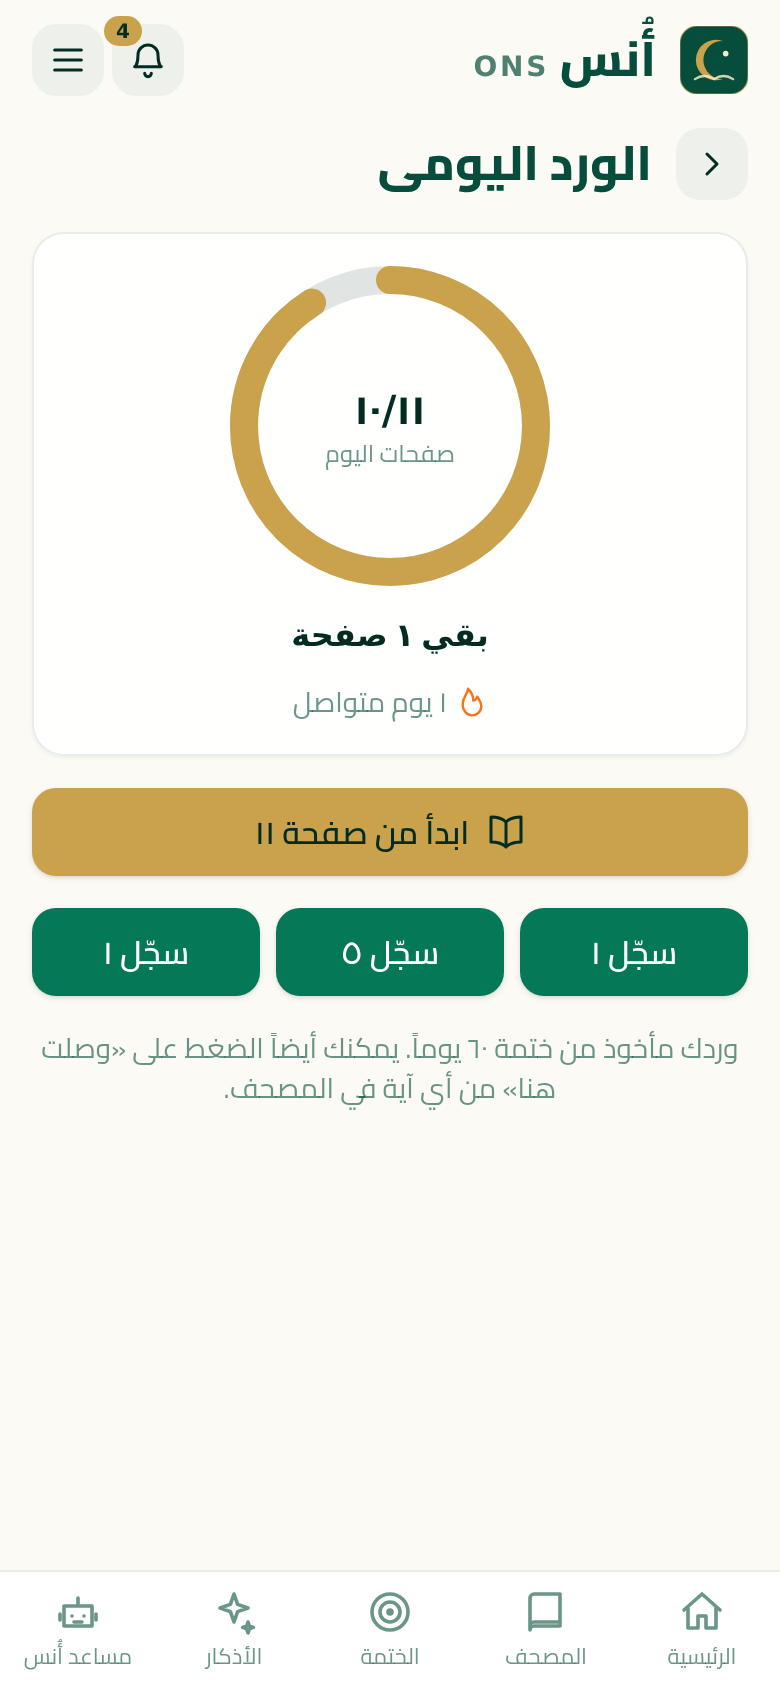 أُنس ONS
4
الورد اليومى
١٠/١١
صفحات اليوم
بقي ١ صفحة
١ يوم متواصل
ابدأ من صفحة ١١
سجّل ١
سجّل ٥
سجّل ١
وردك مأخوذ من ختمة ٦٠ يوماً. يمكنك أيضاً الضغط على «وصلت
هنا» من أي آية في المصحف.
الرئيسية
المصحف
الختمة
الأذكار
مساعد أُنس